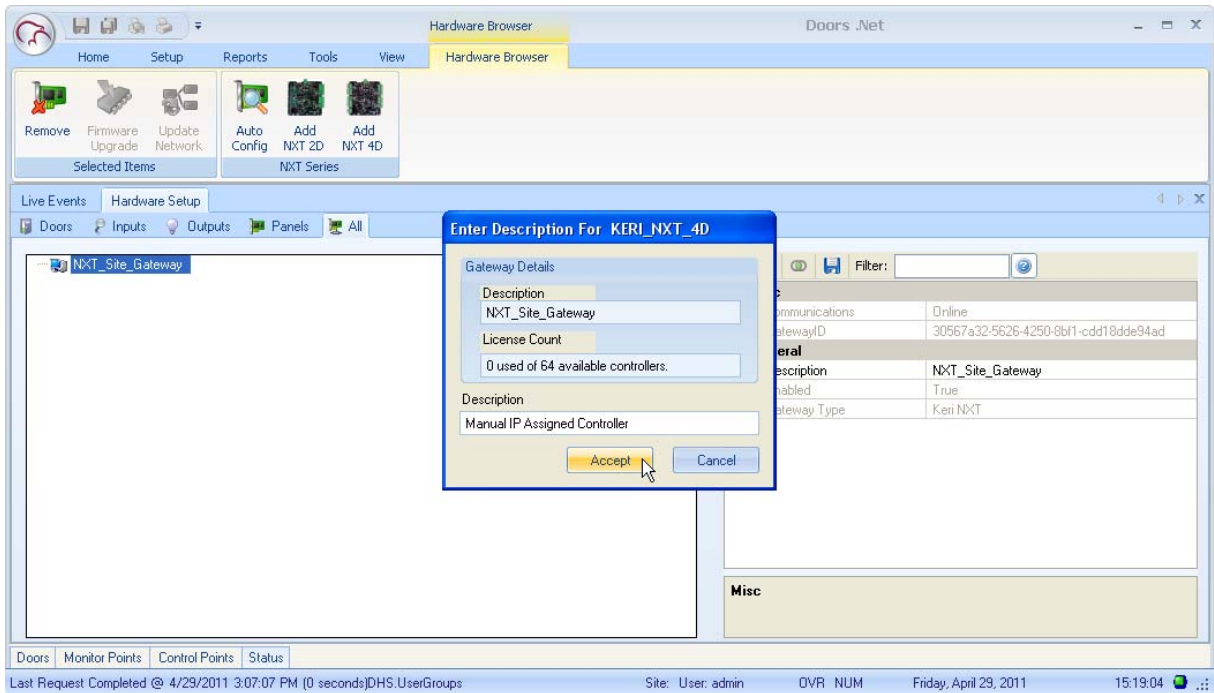 Hardware Browser
Doors .Net
Home Setup Reports Tools View Hardware Browser
Remove Firmware Upgrade Update Network Auto Config Add NXT 2D Add NXT 4D
Selected Items NXT Series
Live Events Hardware Setup
Doors Inputs Outputs Panels All
NXT_Site_Gateway
Enter Description For KERI_NXT_4D
Gateway Details
Description
NXT_Site_Gateway
License Count
0 used of 64 available controllers.
Description
Manual IP Assigned Controller
Accept Cancel
Filter:
c
ommunications Online
atewayID 30567a32-5626-4250-8bf1-cdd18dde94ad
eral
escription NXT_Site_Gateway
nabled True
ateway Type Keri NXT
Misc
Doors Monitor Points Control Points Status
Last Request Completed @ 4/29/2011 3:07:07 PM (0 seconds)DHS.UserGroups Site: User: admin OVR NUM Friday, April 29, 2011 15:19:04